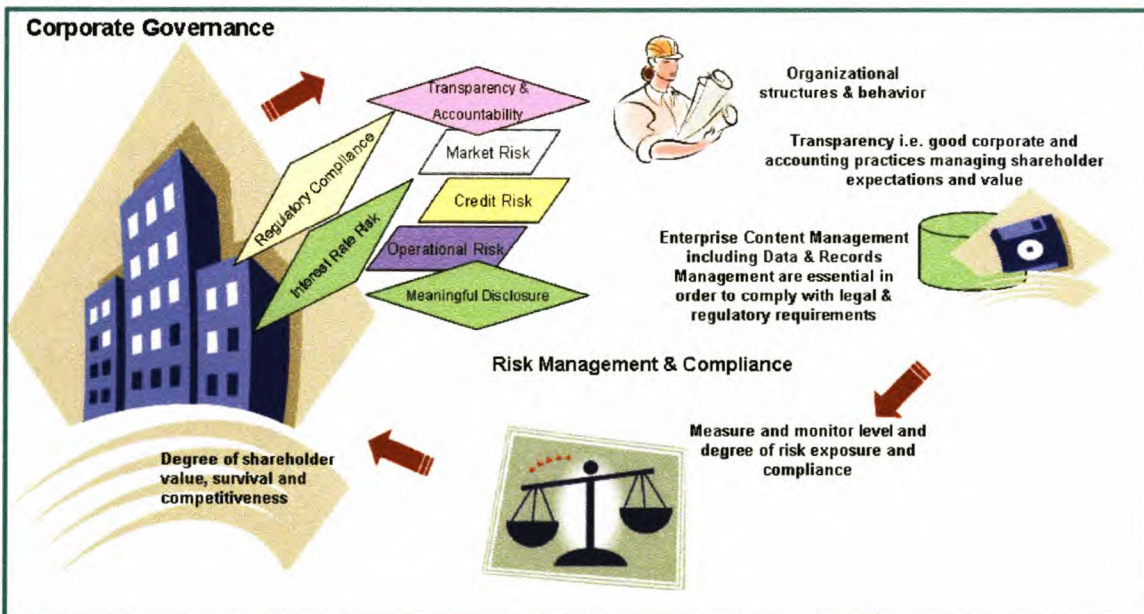 Corporate Governance
Transparency &
Accountability
Market Risk
Regulatory Compliance
Credit Risk
Interest Rate Risk
Operational Risk
Meaningful Disclosure
Organizational
structures & behavior
Transparency i.e. good corporate and
accounting practices managing shareholder
expectations and value
Enterprise Content Management
including Data & Records
Management are essential in
order to comply with legal &
regulatory requirements
Risk Management & Compliance
Measure and monitor level and
degree of risk exposure and
compliance
Degree of shareholder
value, survival and
competitiveness